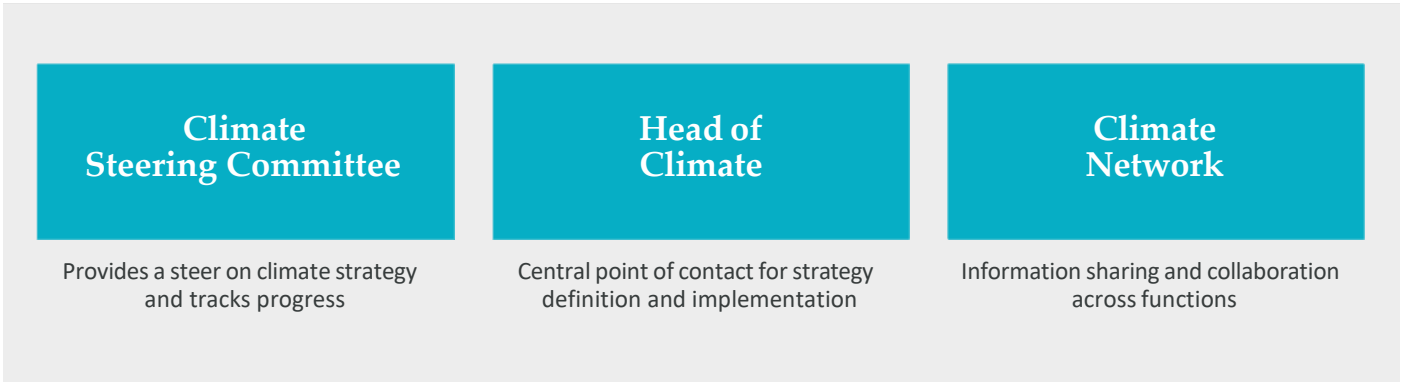 Climate
Steering Committee
Provides a steer on climate strategy
and tracks progress
Head of
Climate
Central point of contact for strategy
definition and implementation
Climate
Network
Information sharing and collaboration
across functions